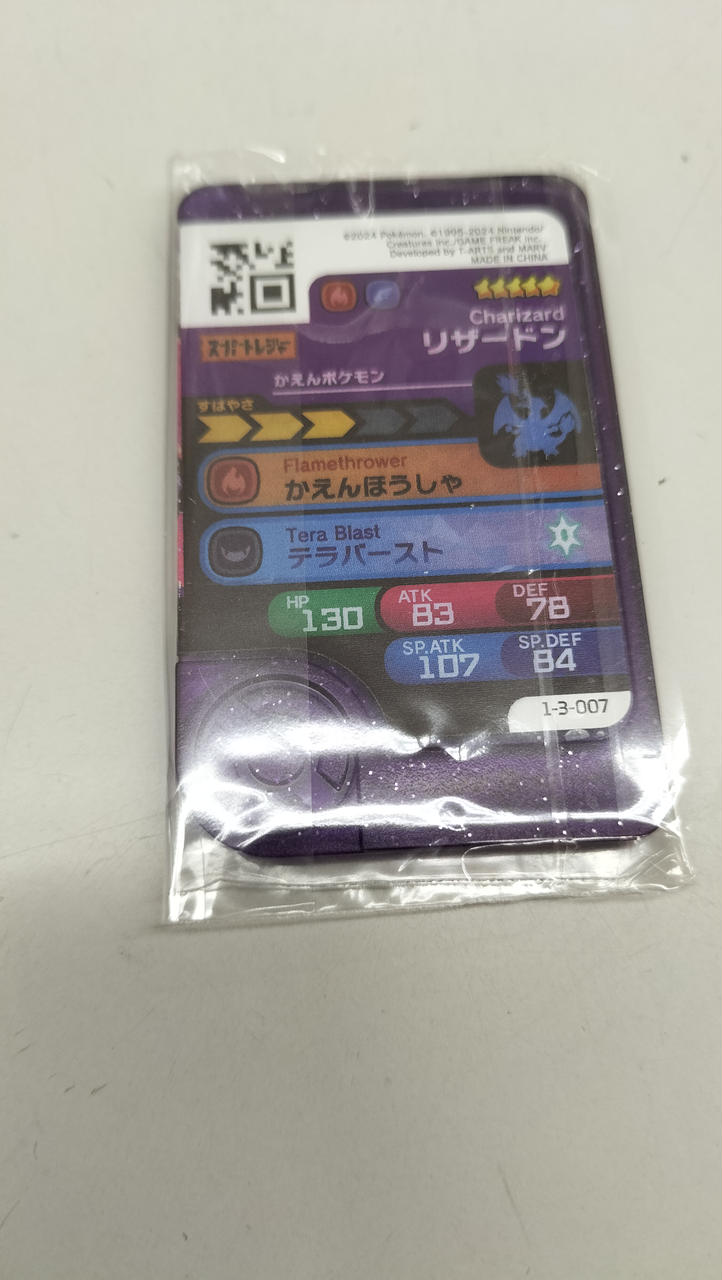 ©2024 Pokémon. ©1995-2024 Nintendo/
Creatures Inc./GAME FREAK inc.
Developed by T-ARTS and MARV
MADE IN CHINA
Charizard
リザードン
スーパートレジャー
かえんポケモン
すばやさ
Flamethrower
かえんほうしゃ
Tera Blast
テラバースト
HP 130
ATK 83
DEF 78
SP.ATK 107
SP.DEF 84
1-3-007